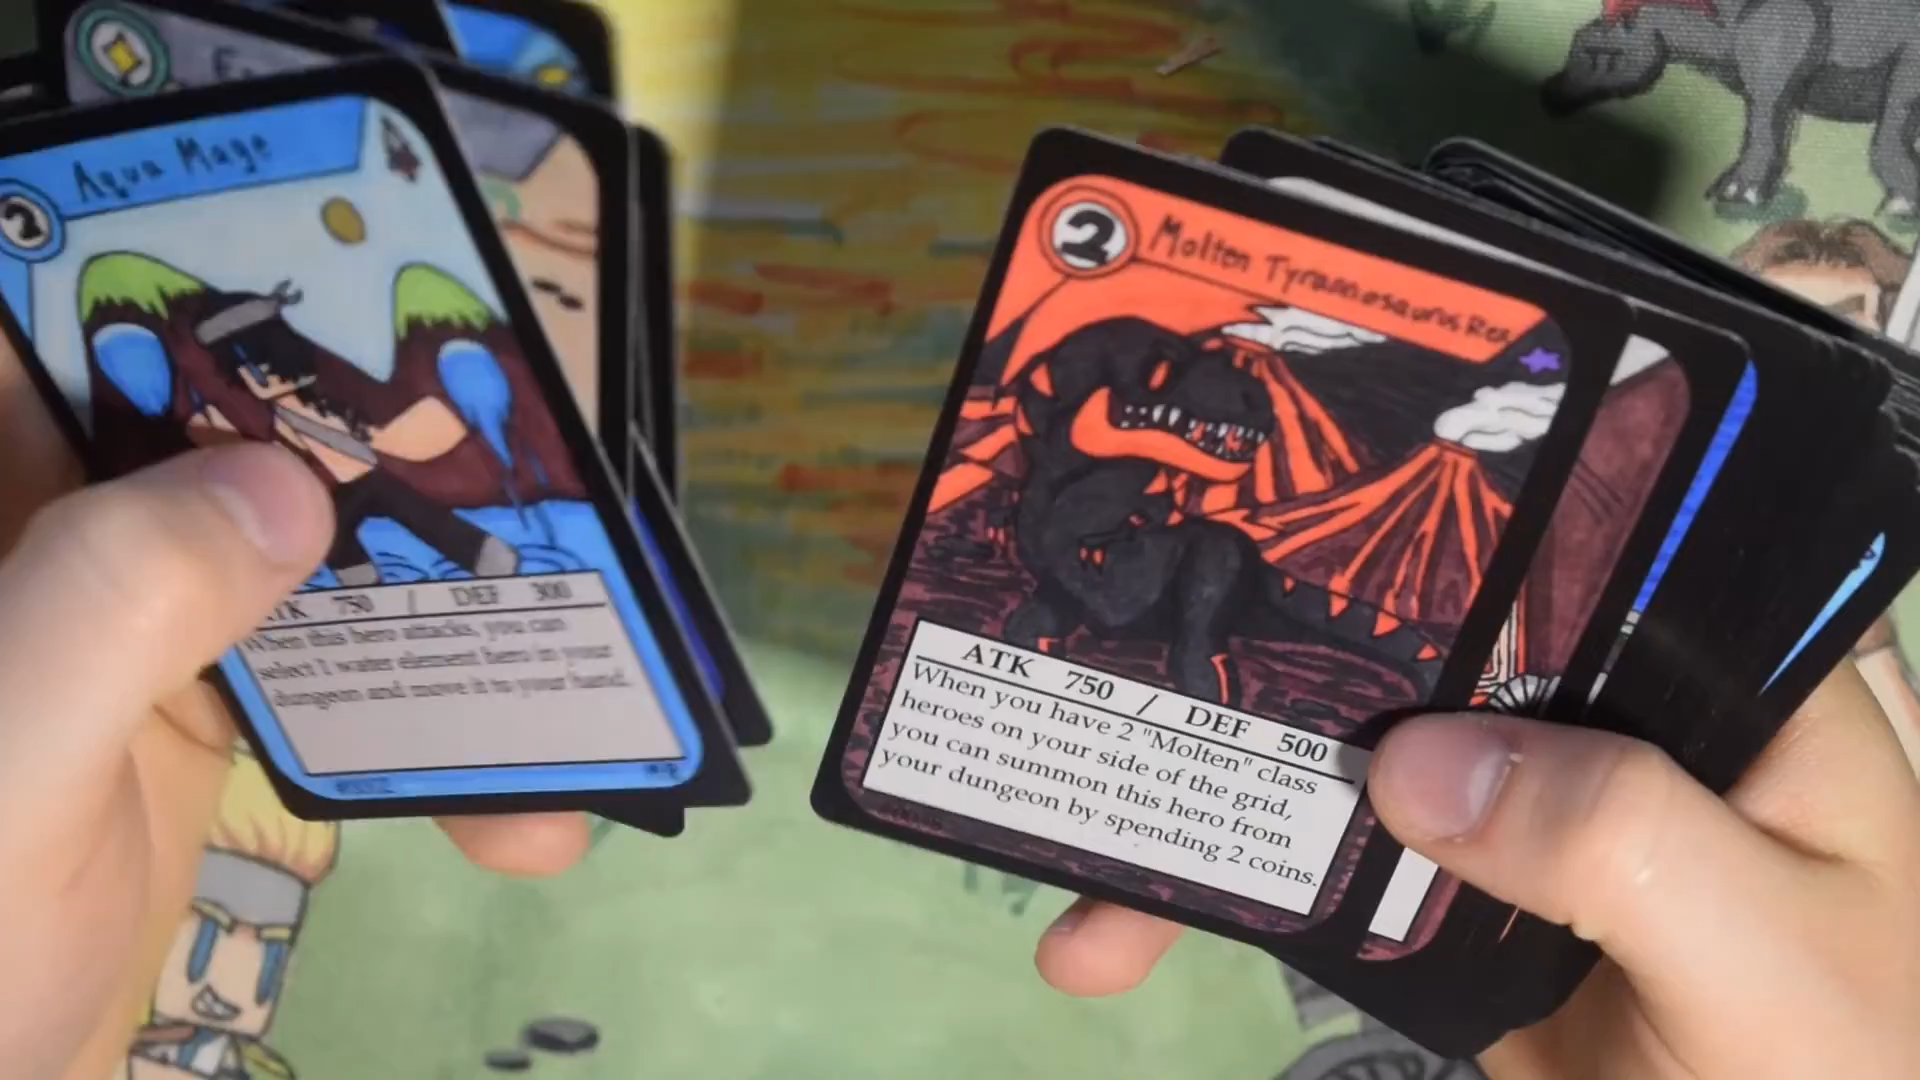 Aqua Mage
2
ATK 750 / DEF 300
When this hero attacks, you can
select 1 water element hero in your
dungeon and move it to your hand.
2
Molten Tyrannosaurus Rex
ATK 750 / DEF 500
When you have 2 "Molten" class
heroes on your side of the grid,
you can summon this hero from
your dungeon by spending 2 coins.